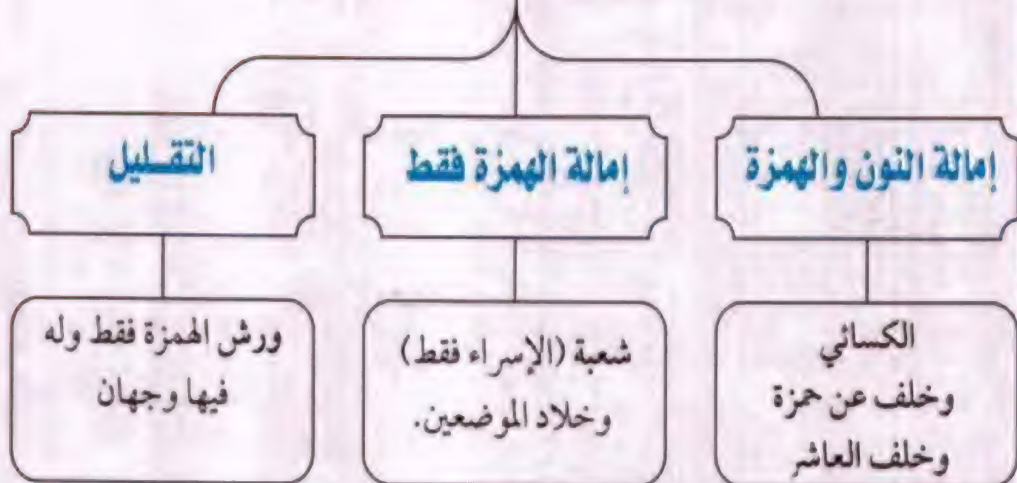 إمالة النون والهمزة
الكسائي
وخلف عن حمزة
وخلف العاشر
إمالة الهمزة فقط
شعبة (الإسراء فقط)
وخلاد الموضعين.
التقليل
ورش الهمزة فقط وله
فيها وجهان